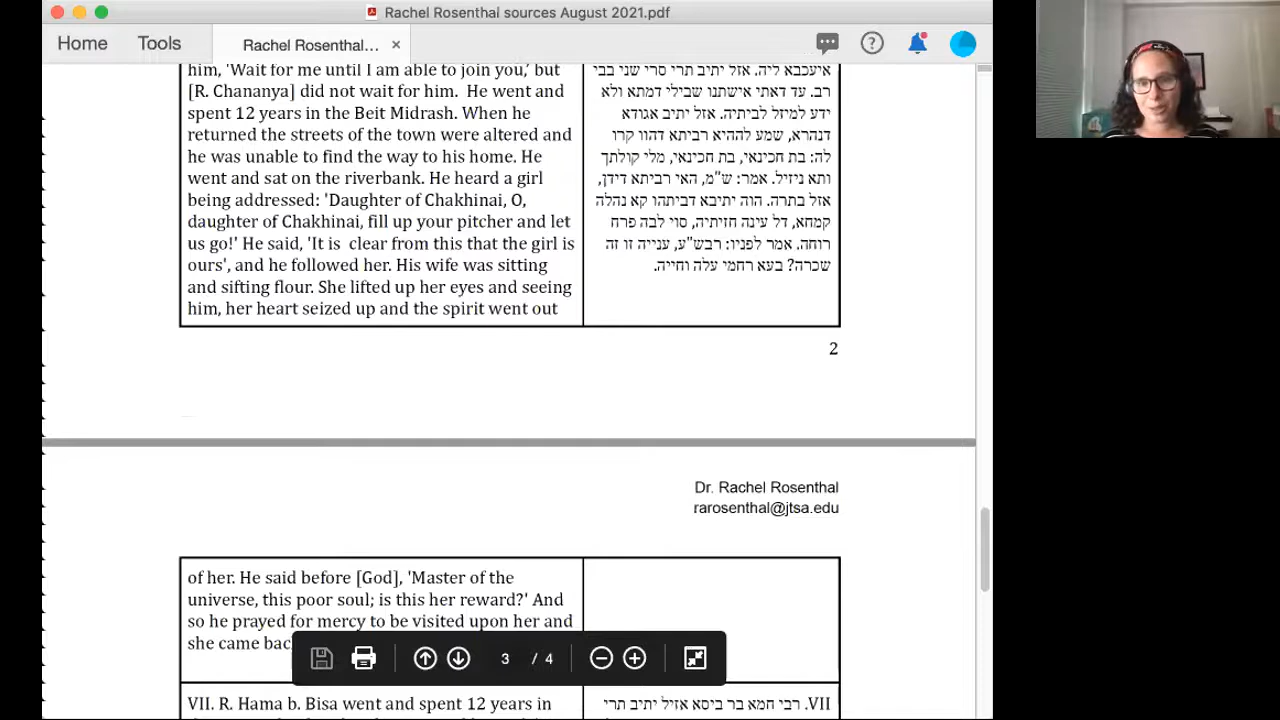 Rachel Rosenthal sources August 2021.pdf
Home
Tools
Rachel Rosenthal...
him, 'Wait for me until I am able to join you,' but
[R. Chananya] did not wait for him. He went and
spent 12 years in the Beit Midrash. When he
returned the streets of the town were altered and
he was unable to find the way to his home. He
went and sat on the riverbank. He heard a girl
being addressed: 'Daughter of Chakhinai, O,
daughter of Chakhinai, fill up your pitcher and let
us go!' He said, 'It is clear from this that the girl is
ours', and he followed her. His wife was sitting
and sifting flour. She lifted up her eyes and seeing
him, her heart seized up and the spirit went out
איעכבא ליה. אזל יתיב תרי סרי שני בבי
רב. עד דאתי אישתנו שבילי דמתא ולא
ידע למיזל לביתיה. אזל יתיב אגודא
דנהרא, שמע לההיא רביתא דהוו קרו
לה: בת חכינאי, בת חכינאי, מלי קולתך
ותא ניזיל. אמר: ש"מ, האי רביתא דידן,
אזל בתרה. הוה יתיבא דביתהו קא נהלה
קמחא, דל עינה חזיתיה, סוי לבה פרח
רוחה. אמר לפניו: רבש"ע, ענייה זו זה
שכרה? בעא רחמי עלה וחייה.
2
Dr. Rachel Rosenthal
rarosenthal@jtsa.edu
of her. He said before [God], 'Master of the
universe, this poor soul; is this her reward?' And
so he prayed for mercy to be visited upon her and
she came bac
3 / 4
VII. R. Hama b. Bisa went and spent 12 years in
VII. רבי חמא בר ביסא אזיל יתיב תרי